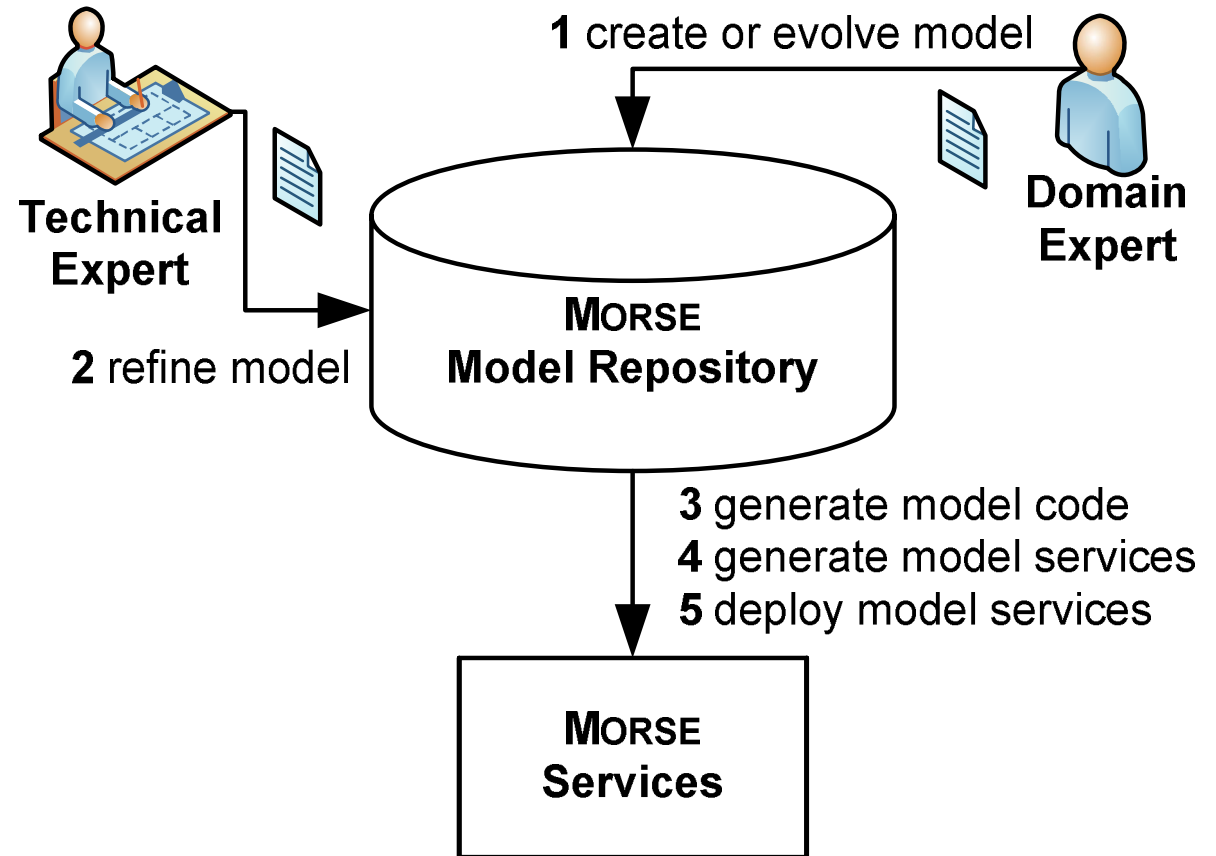 1 create or evolve model
Technical
Expert
Domain
Expert
2 refine model
MORSE
Model Repository
3 generate model code
4 generate model services
5 deploy model services
MORSE
Services